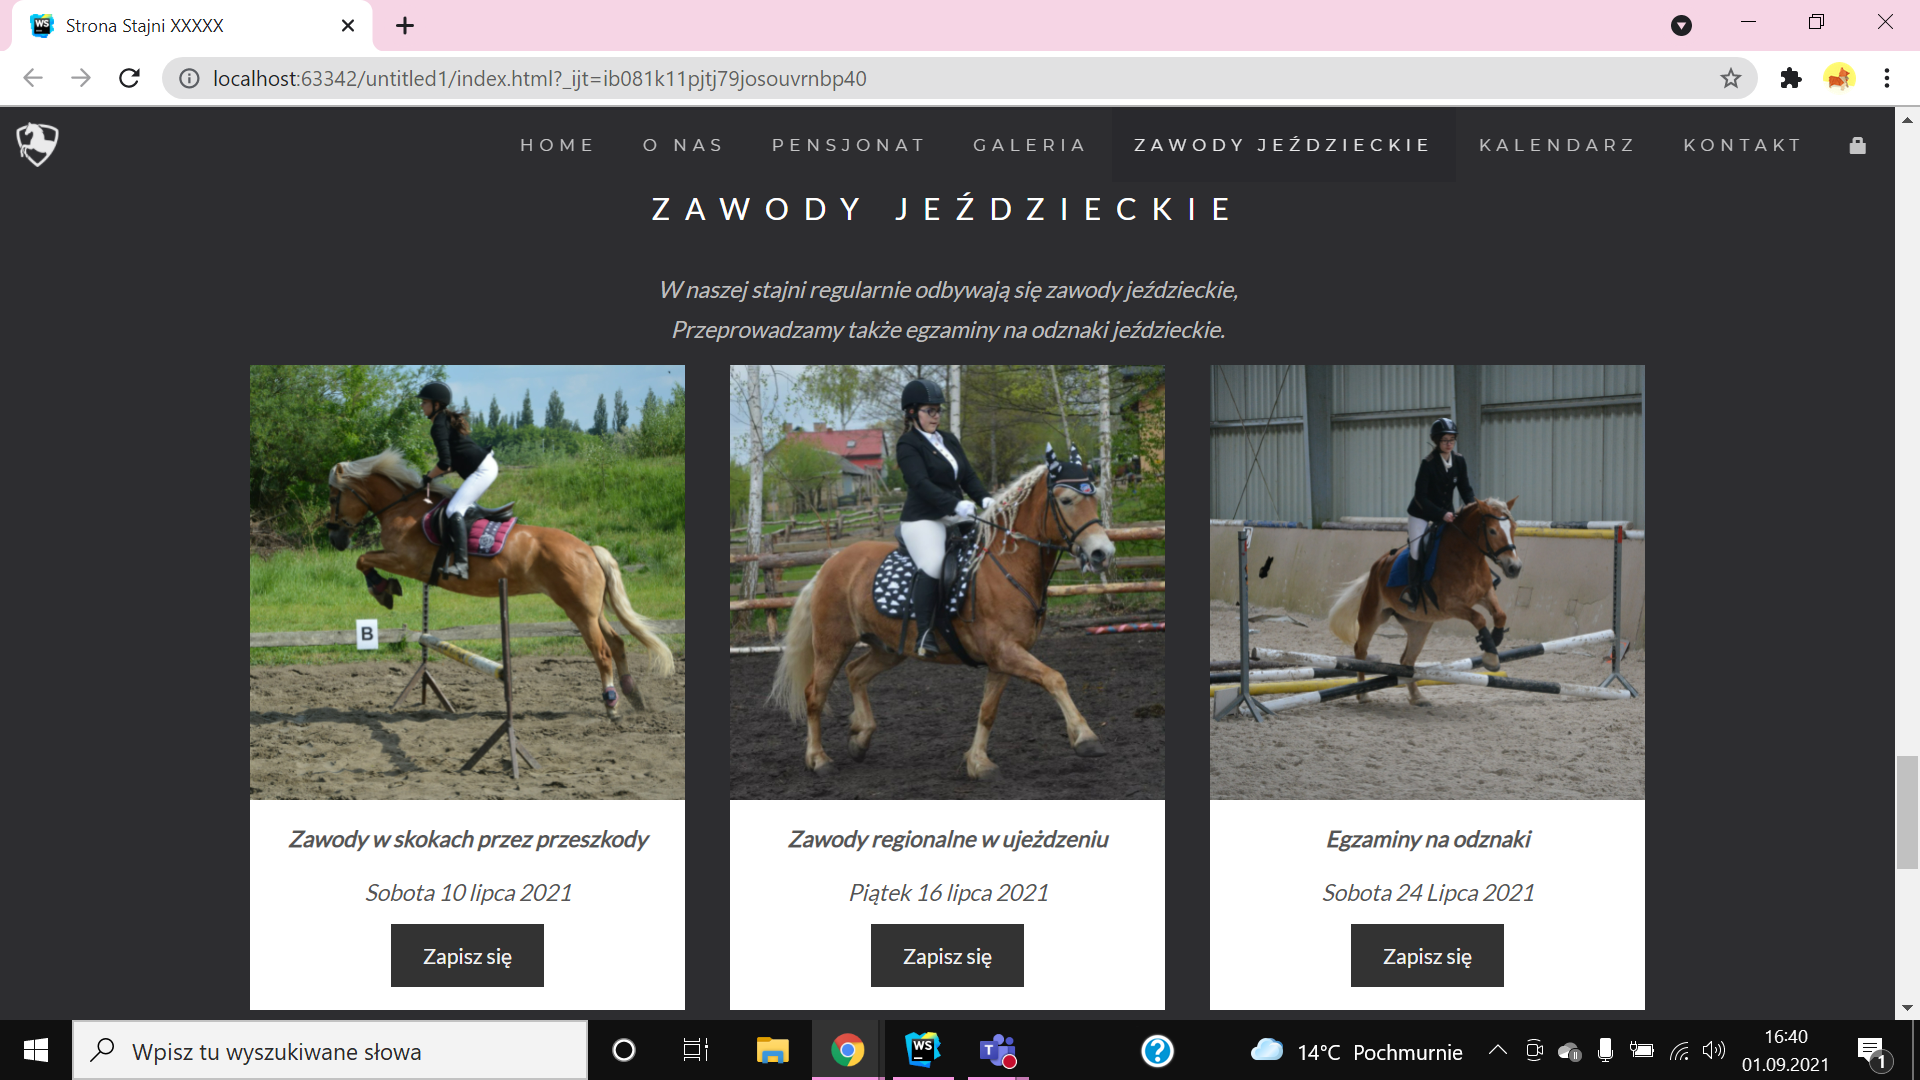 Strona Stajni XXXXX
localhost:63342/untitled1/index.html?_ijt=ib081k11pjtj79josouvrnbp40
HOME O NAS PENSJONAT GALERIA ZAWODY JEŹDZIECKIE KALENDARZ KONTAKT
ZAWODY JEŹDZIECKIE
W naszej stajni regularnie odbywają się zawody jeździeckie,
Przeprowadzamy także egzaminy na odznaki jeździeckie.
B
Zawody w skokach przez przeszkody
Sobota 10 lipca 2021
Zapisz się
Zawody regionalne w ujeżdzeniu
Piątek 16 lipca 2021
Zapisz się
Egzaminy na odznaki
Sobota 24 Lipca 2021
Zapisz się
Wpisz tu wyszukiwane słowa
WS
T
?
14°C Pochmurnie
16:40
01.09.2021
1